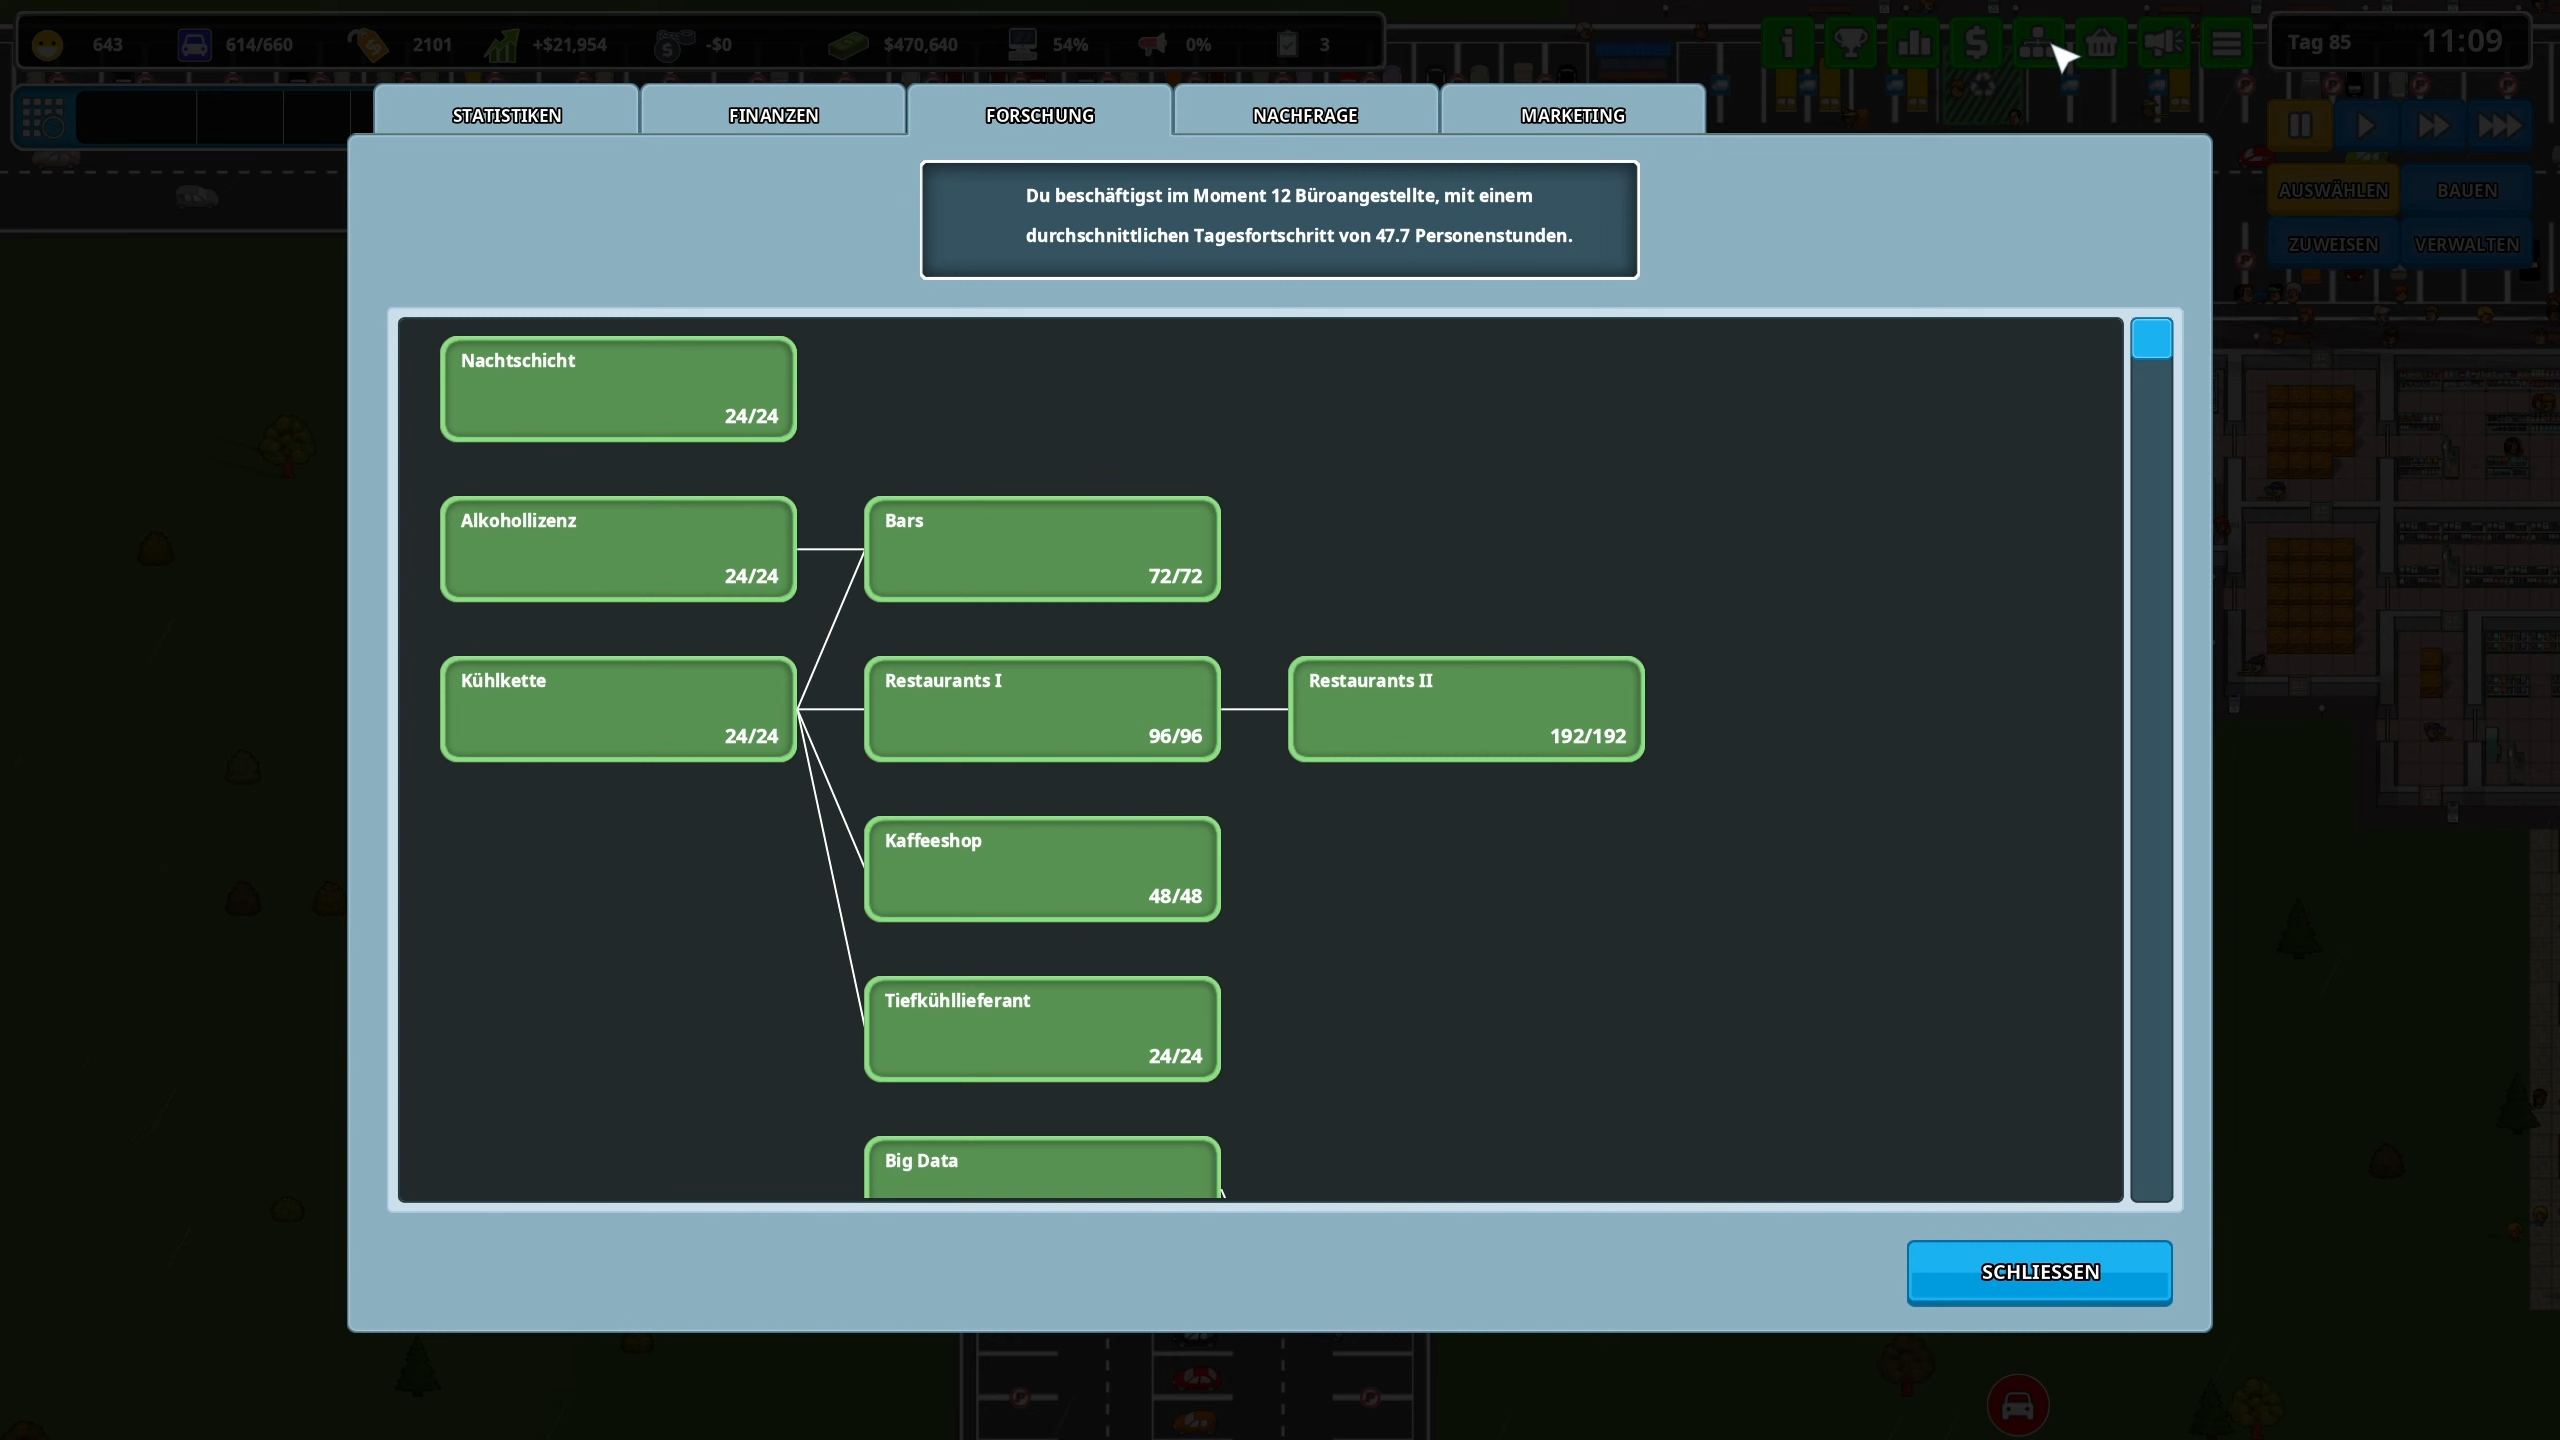 643
614/660
2101
+$21,954
-$0
$470,640
54%
0%
3
Tag 85
11:09
STATISTIKEN
FINANZEN
FORSCHUNG
NACHFRAGE
MARKETING
AUSWÄHLEN
BAUEN
ZUWEISEN
VERWALTEN
Du beschäftigst im Moment 12 Büroangestellte, mit einem
durchschnittlichen Tagesfortschritt von 47.7 Personenstunden.
Nachtschicht
24/24
Alkohollizenz
24/24
Bars
72/72
Kühlkette
24/24
Restaurants I
96/96
Restaurants II
192/192
Kaffeeshop
48/48
Tiefkühllieferant
24/24
Big Data
SCHLIESSEN